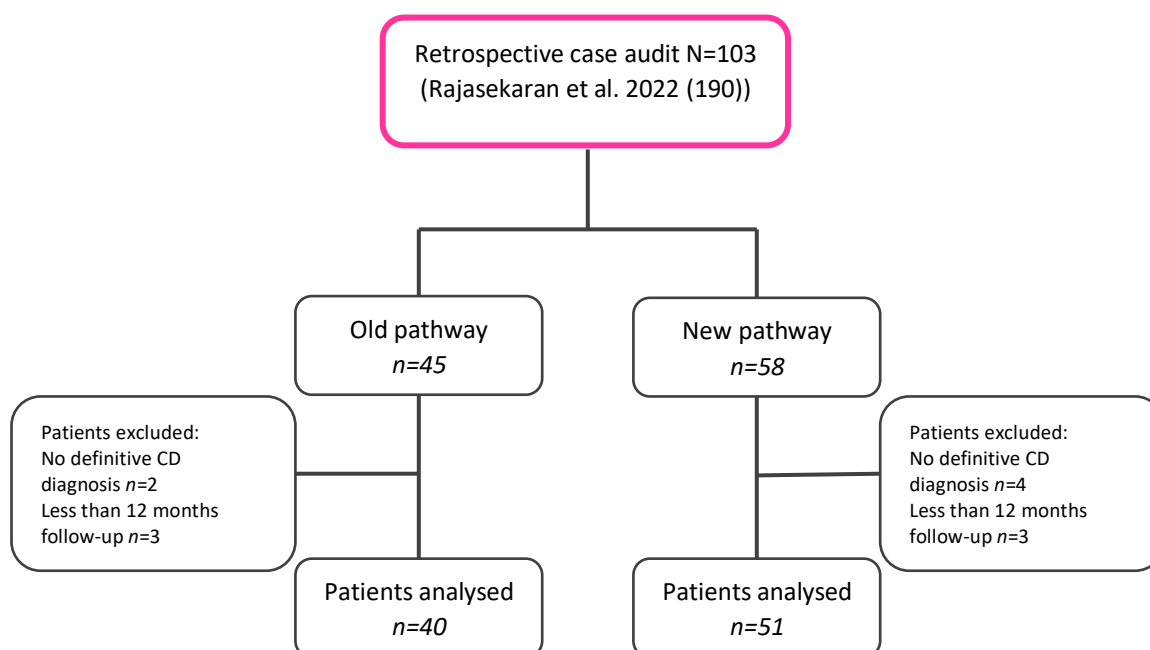 Retrospective case audit N=103
(Rajasekaran et al. 2022 (190))
Old pathway
n=45
New pathway
n=58
Patients excluded:
No definitive CD
diagnosis n=2
Less than 12 months
follow-up n=3
Patients excluded:
No definitive CD
diagnosis n=4
Less than 12 months
follow-up n=3
Patients analysed
n=40
Patients analysed
n=51